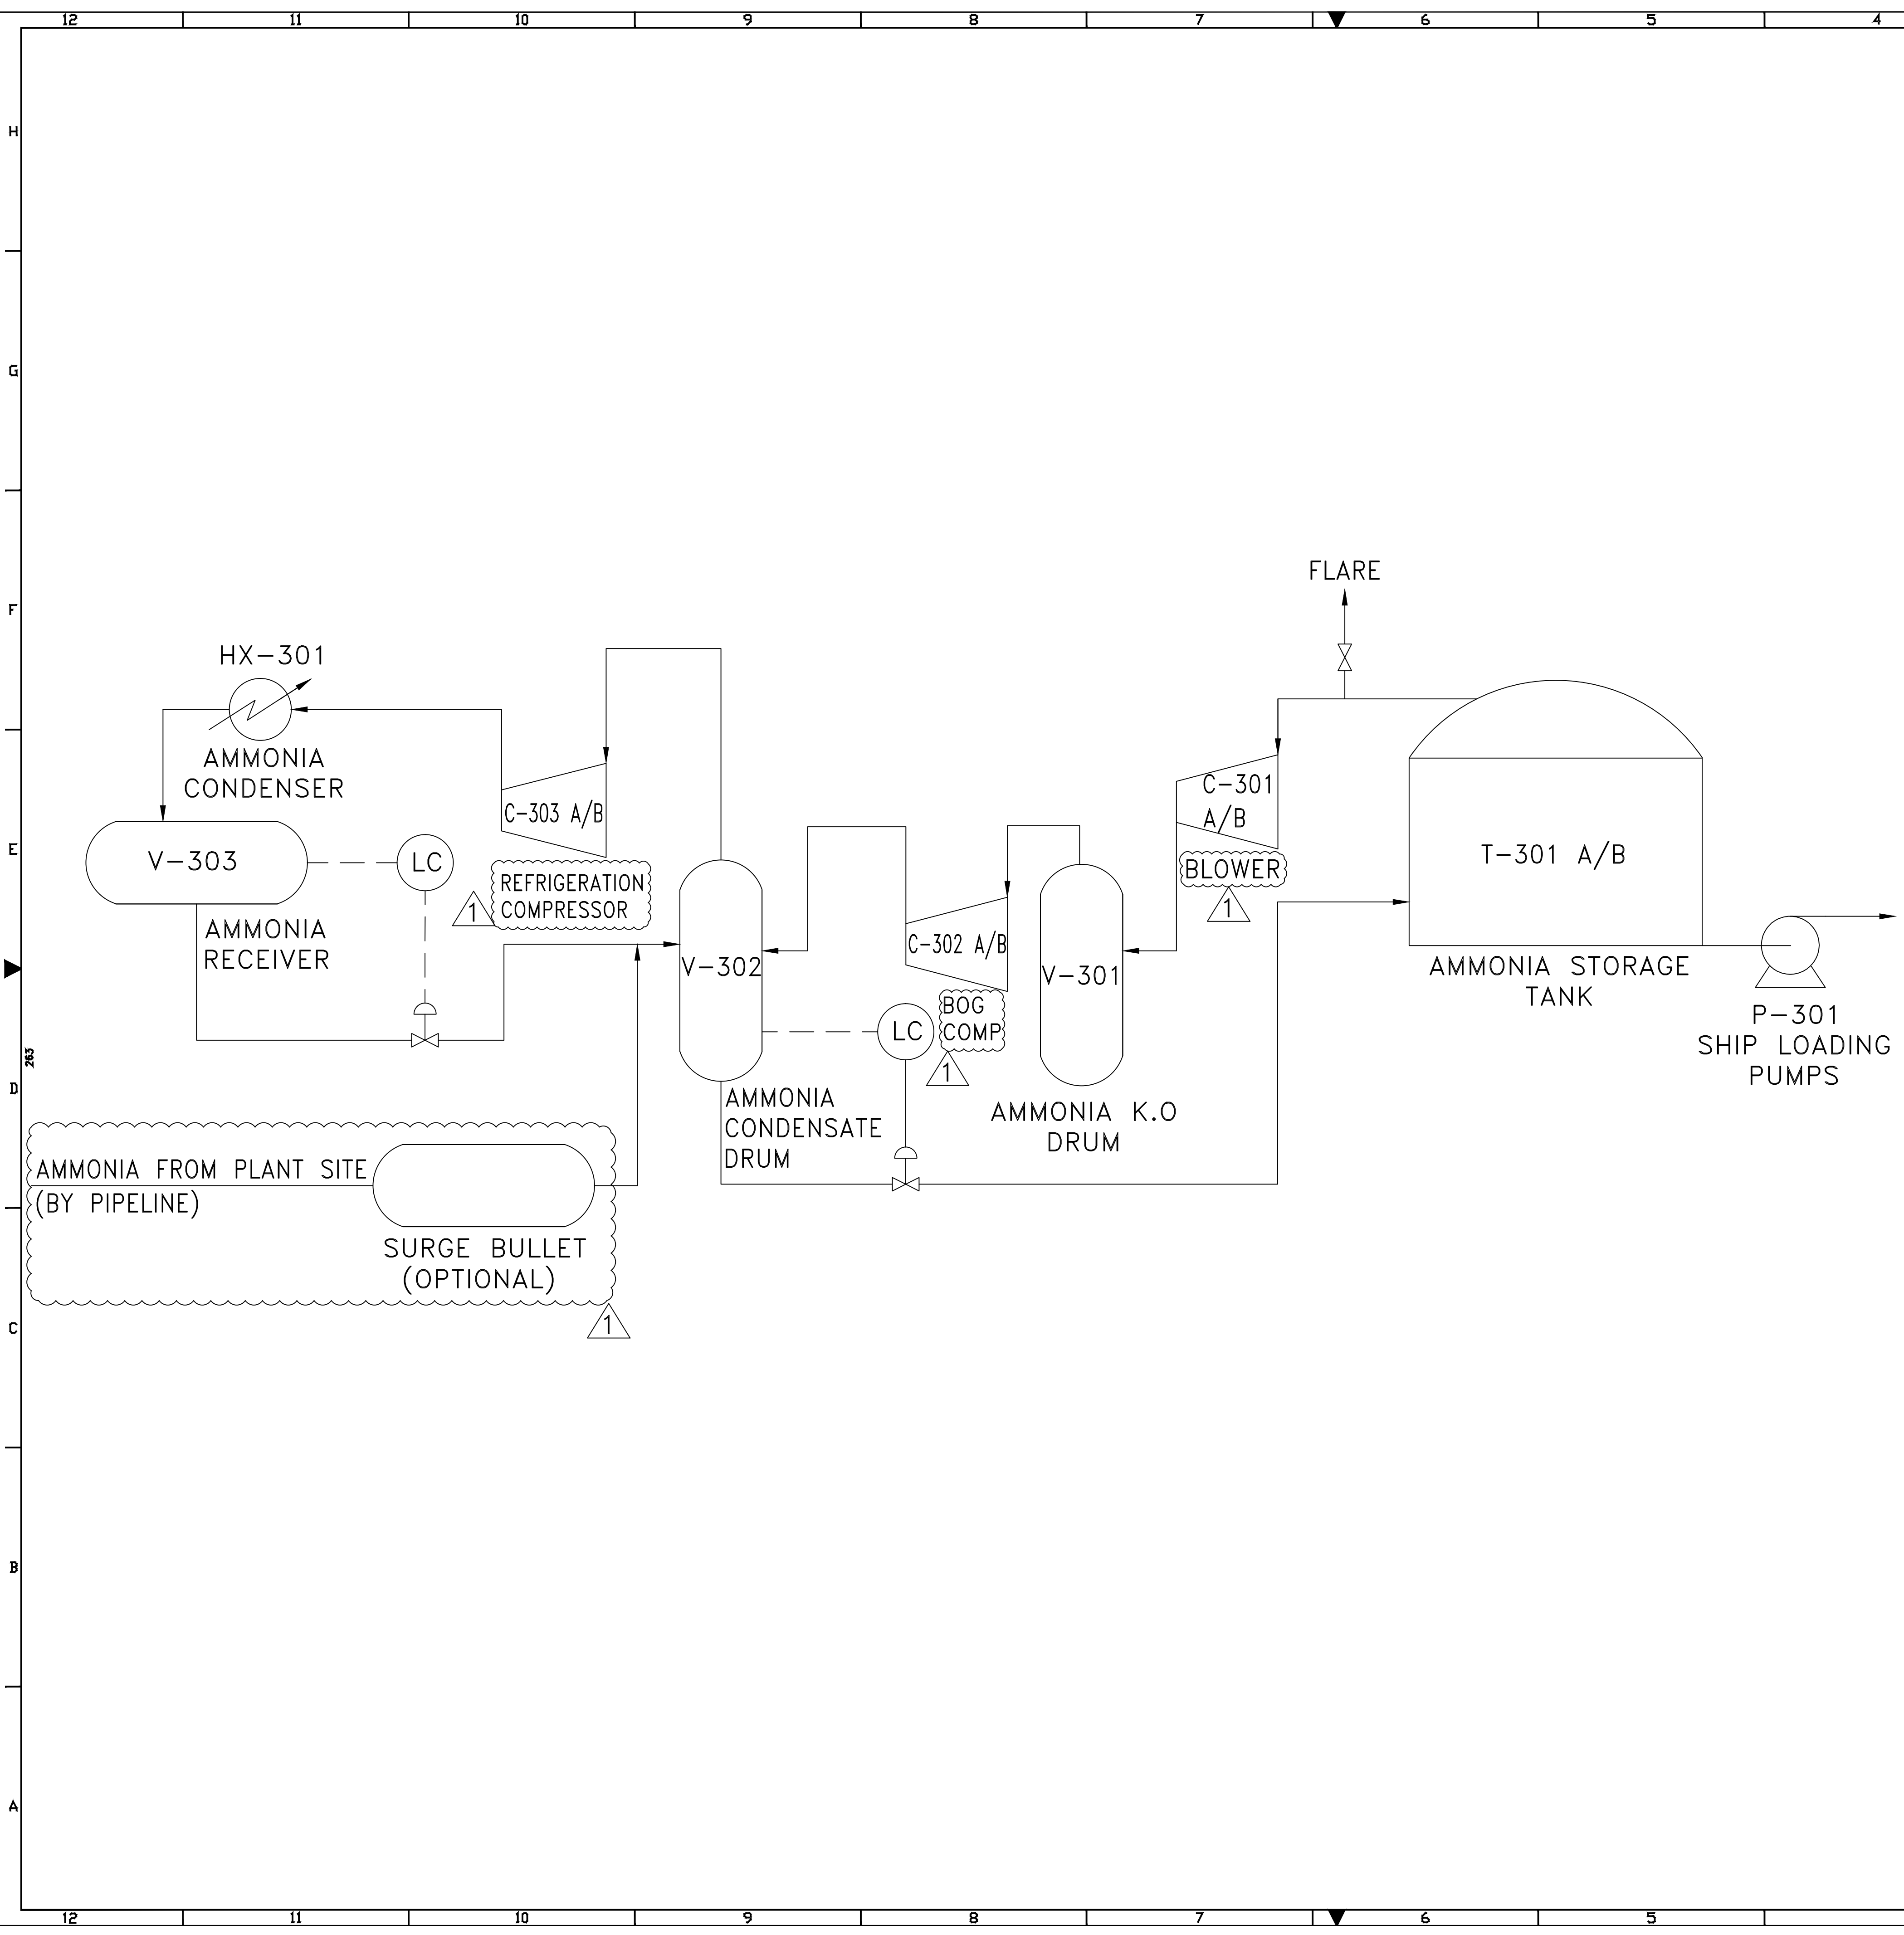 12 11 10 9 8 7 6 5 4
H
G
F
E
D
C
B
A
263
FLARE
HX-301
AMMONIA
CONDENSER
V-303
LC
AMMONIA
RECEIVER
C-303 A/B
REFRIGERATION
COMPRESSOR
1
V-302
AMMONIA
CONDENSATE
DRUM
LC
C-302 A/B
BOG
COMP
1
V-301
AMMONIA K.O
DRUM
C-301
A/B
BLOWER
1
T-301 A/B
AMMONIA STORAGE
TANK
P-301
SHIP LOADING
PUMPS
AMMONIA FROM PLANT SITE
(BY PIPELINE)
SURGE BULLET
(OPTIONAL)
1
12 11 10 9 8 7 6 5